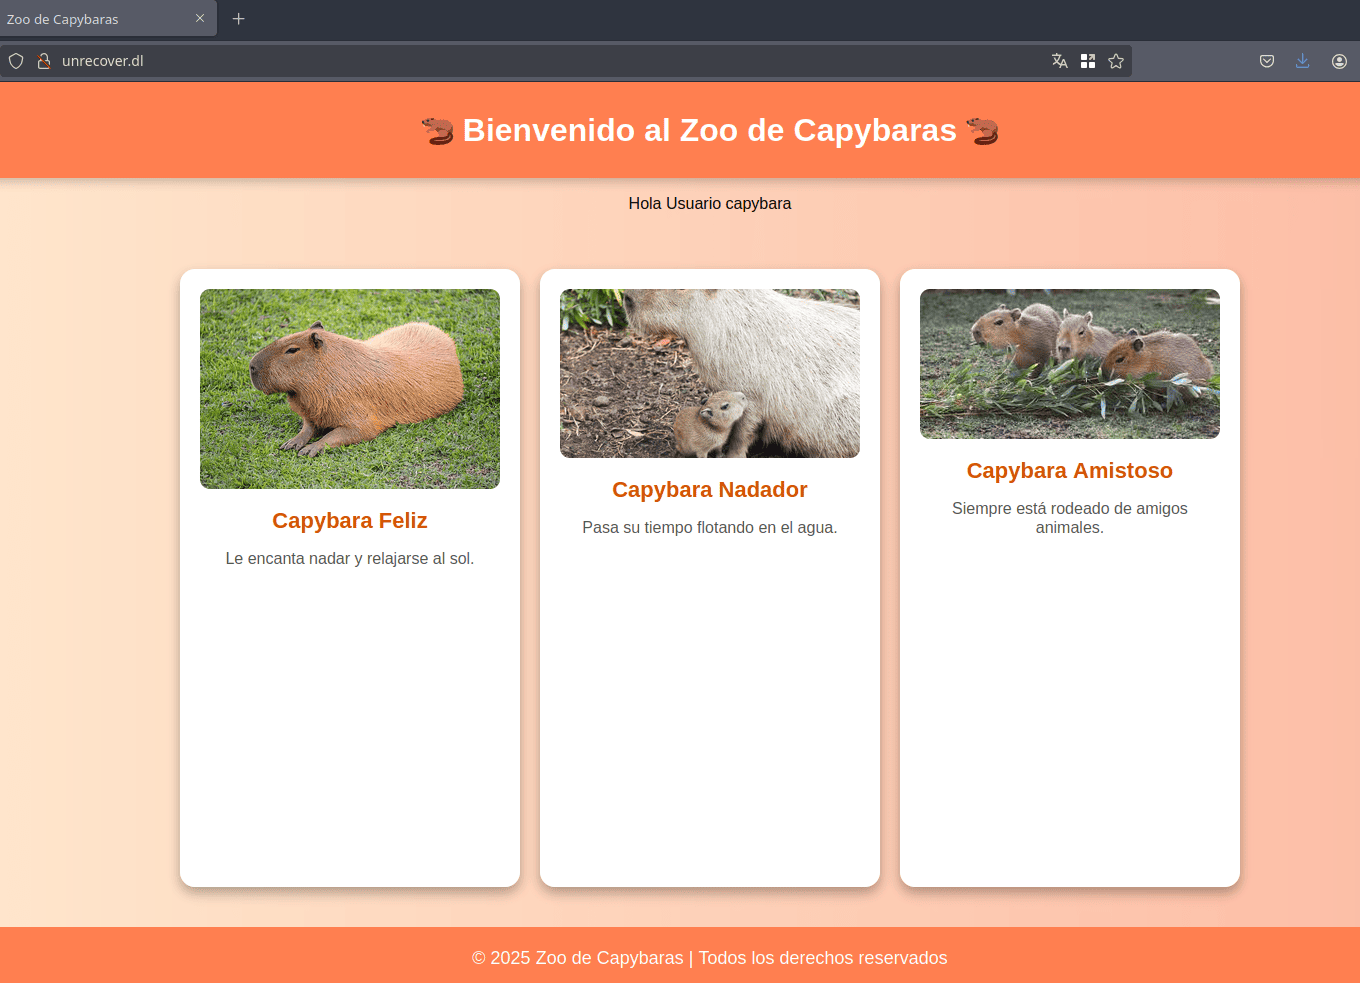 Zoo de Capybaras
unrecover.dl
Bienvenido al Zoo de Capybaras
Hola Usuario capybara
Capybara Feliz
Le encanta nadar y relajarse al sol.
Capybara Nadador
Pasa su tiempo flotando en el agua.
Capybara Amistoso
Siempre está rodeado de amigos
animales.
© 2025 Zoo de Capybaras | Todos los derechos reservados